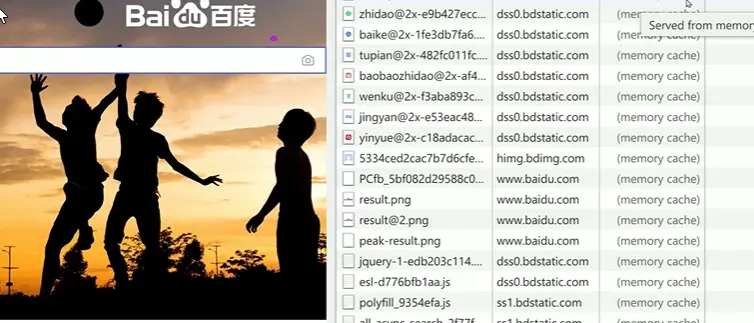 Bai 百度
zhidao@2x-e9b427ecc... dss0.bdstatic.com (memory cache)
Served from memory
baike@2x-1fe3db7fa6... dss0.bdstatic.com (memory cache)
tupian@2x-482fc011fc... dss0.bdstatic.com (memory cache)
baobaozhidao@2x-af4... dss0.bdstatic.com (memory cache)
wenku@2x-f3aba893c... dss0.bdstatic.com (memory cache)
jingyan@2x-e53eac48... dss0.bdstatic.com (memory cache)
yinyue@2x-c18adacac... dss0.bdstatic.com (memory cache)
5334ced2cac7b7d6cfe... himg.bdimg.com (memory cache)
PCfb_5bf082d29588c0... www.baidu.com (memory cache)
result.png www.baidu.com (memory cache)
result@2.png www.baidu.com (memory cache)
peak-result.png www.baidu.com (memory cache)
jquery-1-edb203c114.... dss0.bdstatic.com (memory cache)
esl-d776bfb1aa.js dss0.bdstatic.com (memory cache)
polyfill_9354efa.js ss1.bdstatic.com (memory cache)
ss1.bdstatic.com (memory cache)